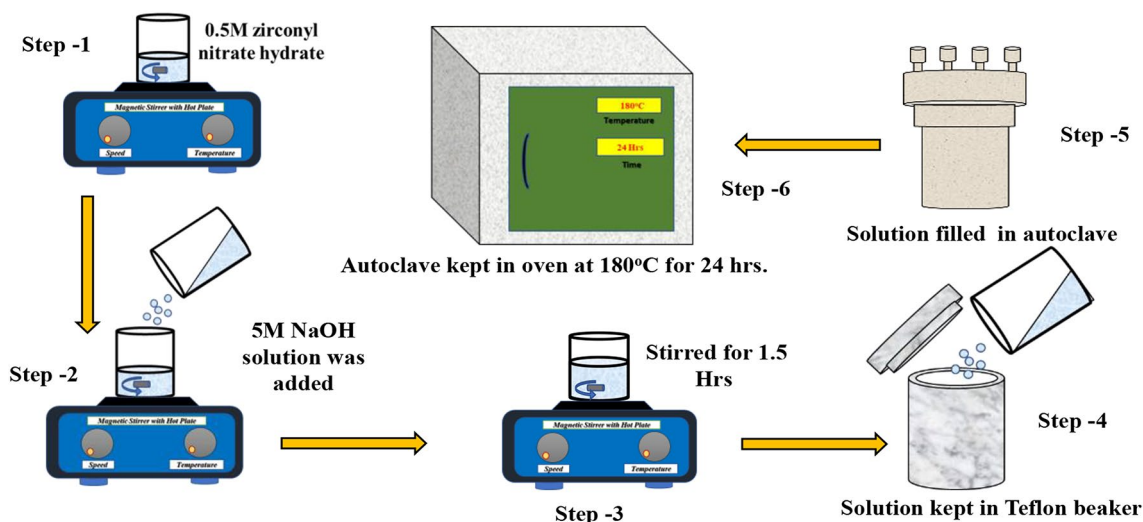 Step -1
0.5M zirconyl
nitrate hydrate
Magnetic Stirrer with Hot Plate
Speed
Temperature
Step -2
5M NaOH
solution was
added
Magnetic Stirrer with Hot Plate
Speed
Temperature
Stirred for 1.5
Hrs
Magnetic Stirrer with Hot Plate
Speed
Temperature
Step -3
Step -4
Solution kept in Teflon beaker
Step -5
Solution filled in autoclave
Step -6
180°C
Temperature
24 Hrs
Time
Autoclave kept in oven at 180°C for 24 hrs.